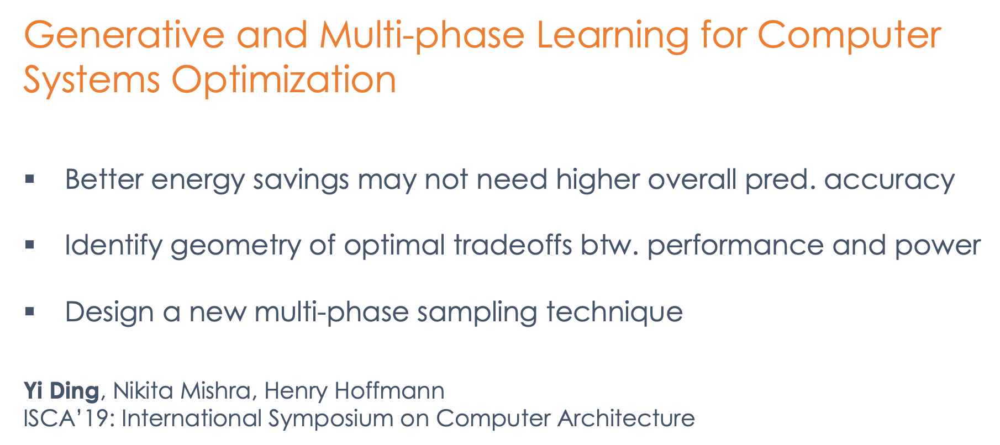 Generative and Multi-phase Learning for Computer
Systems Optimization
▪ Better energy savings may not need higher overall pred. accuracy
▪ Identify geometry of optimal tradeoffs btw. performance and power
▪ Design a new multi-phase sampling technique
Yi Ding, Nikita Mishra, Henry Hoffmann
ISCA’19: International Symposium on Computer Architecture